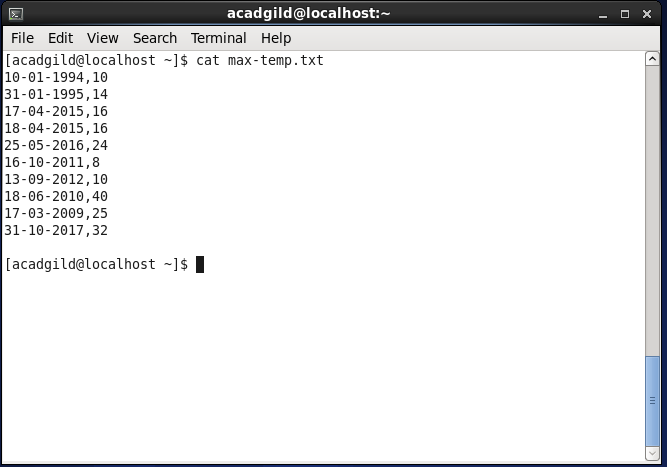 acadgild@localhost:~
File Edit View Search Terminal Help
[acadgild@localhost ~]$ cat max-temp.txt
10-01-1994,10
31-01-1995,14
17-04-2015,16
18-04-2015,16
25-05-2016,24
16-10-2011,8
13-09-2012,10
18-06-2010,40
17-03-2009,25
31-10-2017,32
[acadgild@localhost ~]$